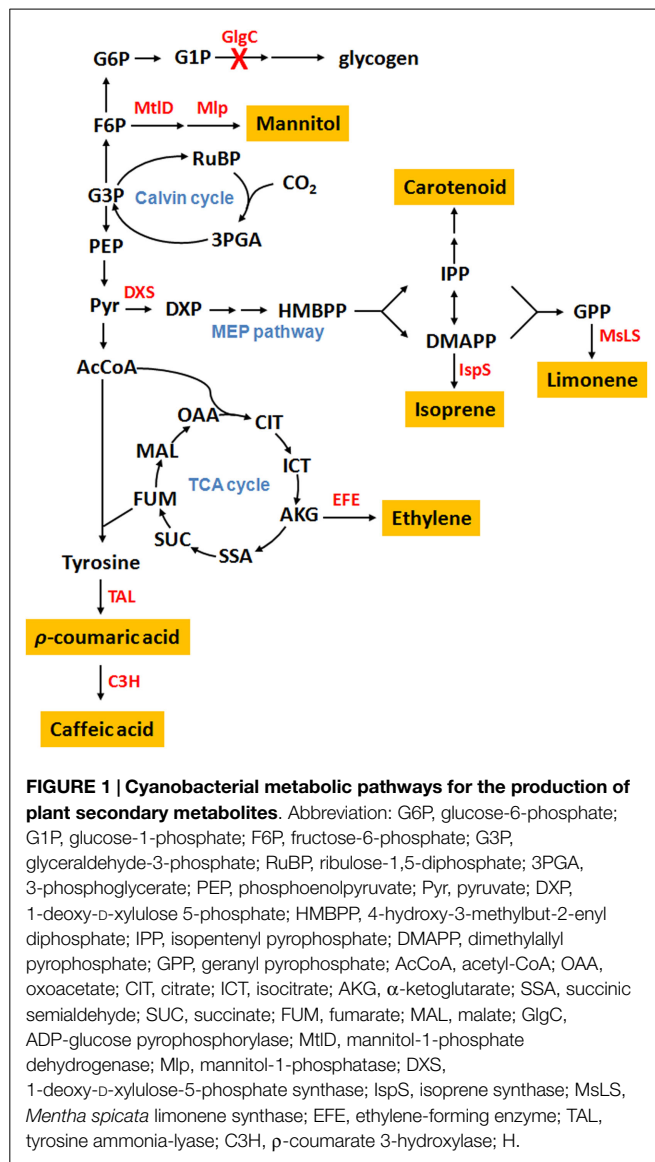 GlgC
G6P G1P X glycogen
MtlD Mlp
F6P Mannitol
RuBP
G3P Calvin cycle CO2
Carotenoid
PEP 3PGA
IPP
DXS
Pyr DXP HMBPP GPP
MEP pathway
DMAPP MsLS
AcCoA IspS
Limonene
OAA CIT Isoprene
MAL
ICT
TCA cycle
FUM EFE
AKG Ethylene
SUC SSA
Tyrosine
TAL
ρ-coumaric acid
C3H
Caffeic acid
FIGURE 1 | Cyanobacterial metabolic pathways for the production of
plant secondary metabolites. Abbreviation: G6P, glucose-6-phosphate;
G1P, glucose-1-phosphate; F6P, fructose-6-phosphate; G3P,
glyceraldehyde-3-phosphate; RuBP, ribulose-1,5-diphosphate; 3PGA,
3-phosphoglycerate; PEP, phosphoenolpyruvate; Pyr, pyruvate; DXP,
1-deoxy-D-xylulose 5-phosphate; HMBPP, 4-hydroxy-3-methylbut-2-enyl
diphosphate; IPP, isopentenyl pyrophosphate; DMAPP, dimethylallyl
pyrophosphate; GPP, geranyl pyrophosphate; AcCoA, acetyl-CoA; OAA,
oxoacetate; CIT, citrate; ICT, isocitrate; AKG, α-ketoglutarate; SSA, succinic
semialdehyde; SUC, succinate; FUM, fumarate; MAL, malate; GlgC,
ADP-glucose pyrophosphorylase; MtlD, mannitol-1-phosphate
dehydrogenase; Mlp, mannitol-1-phosphatase; DXS,
1-deoxy-D-xylulose-5-phosphate synthase; IspS, isoprene synthase; MsLS,
Mentha spicata limonene synthase; EFE, ethylene-forming enzyme; TAL,
tyrosine ammonia-lyase; C3H, ρ-coumarate 3-hydroxylase; H.